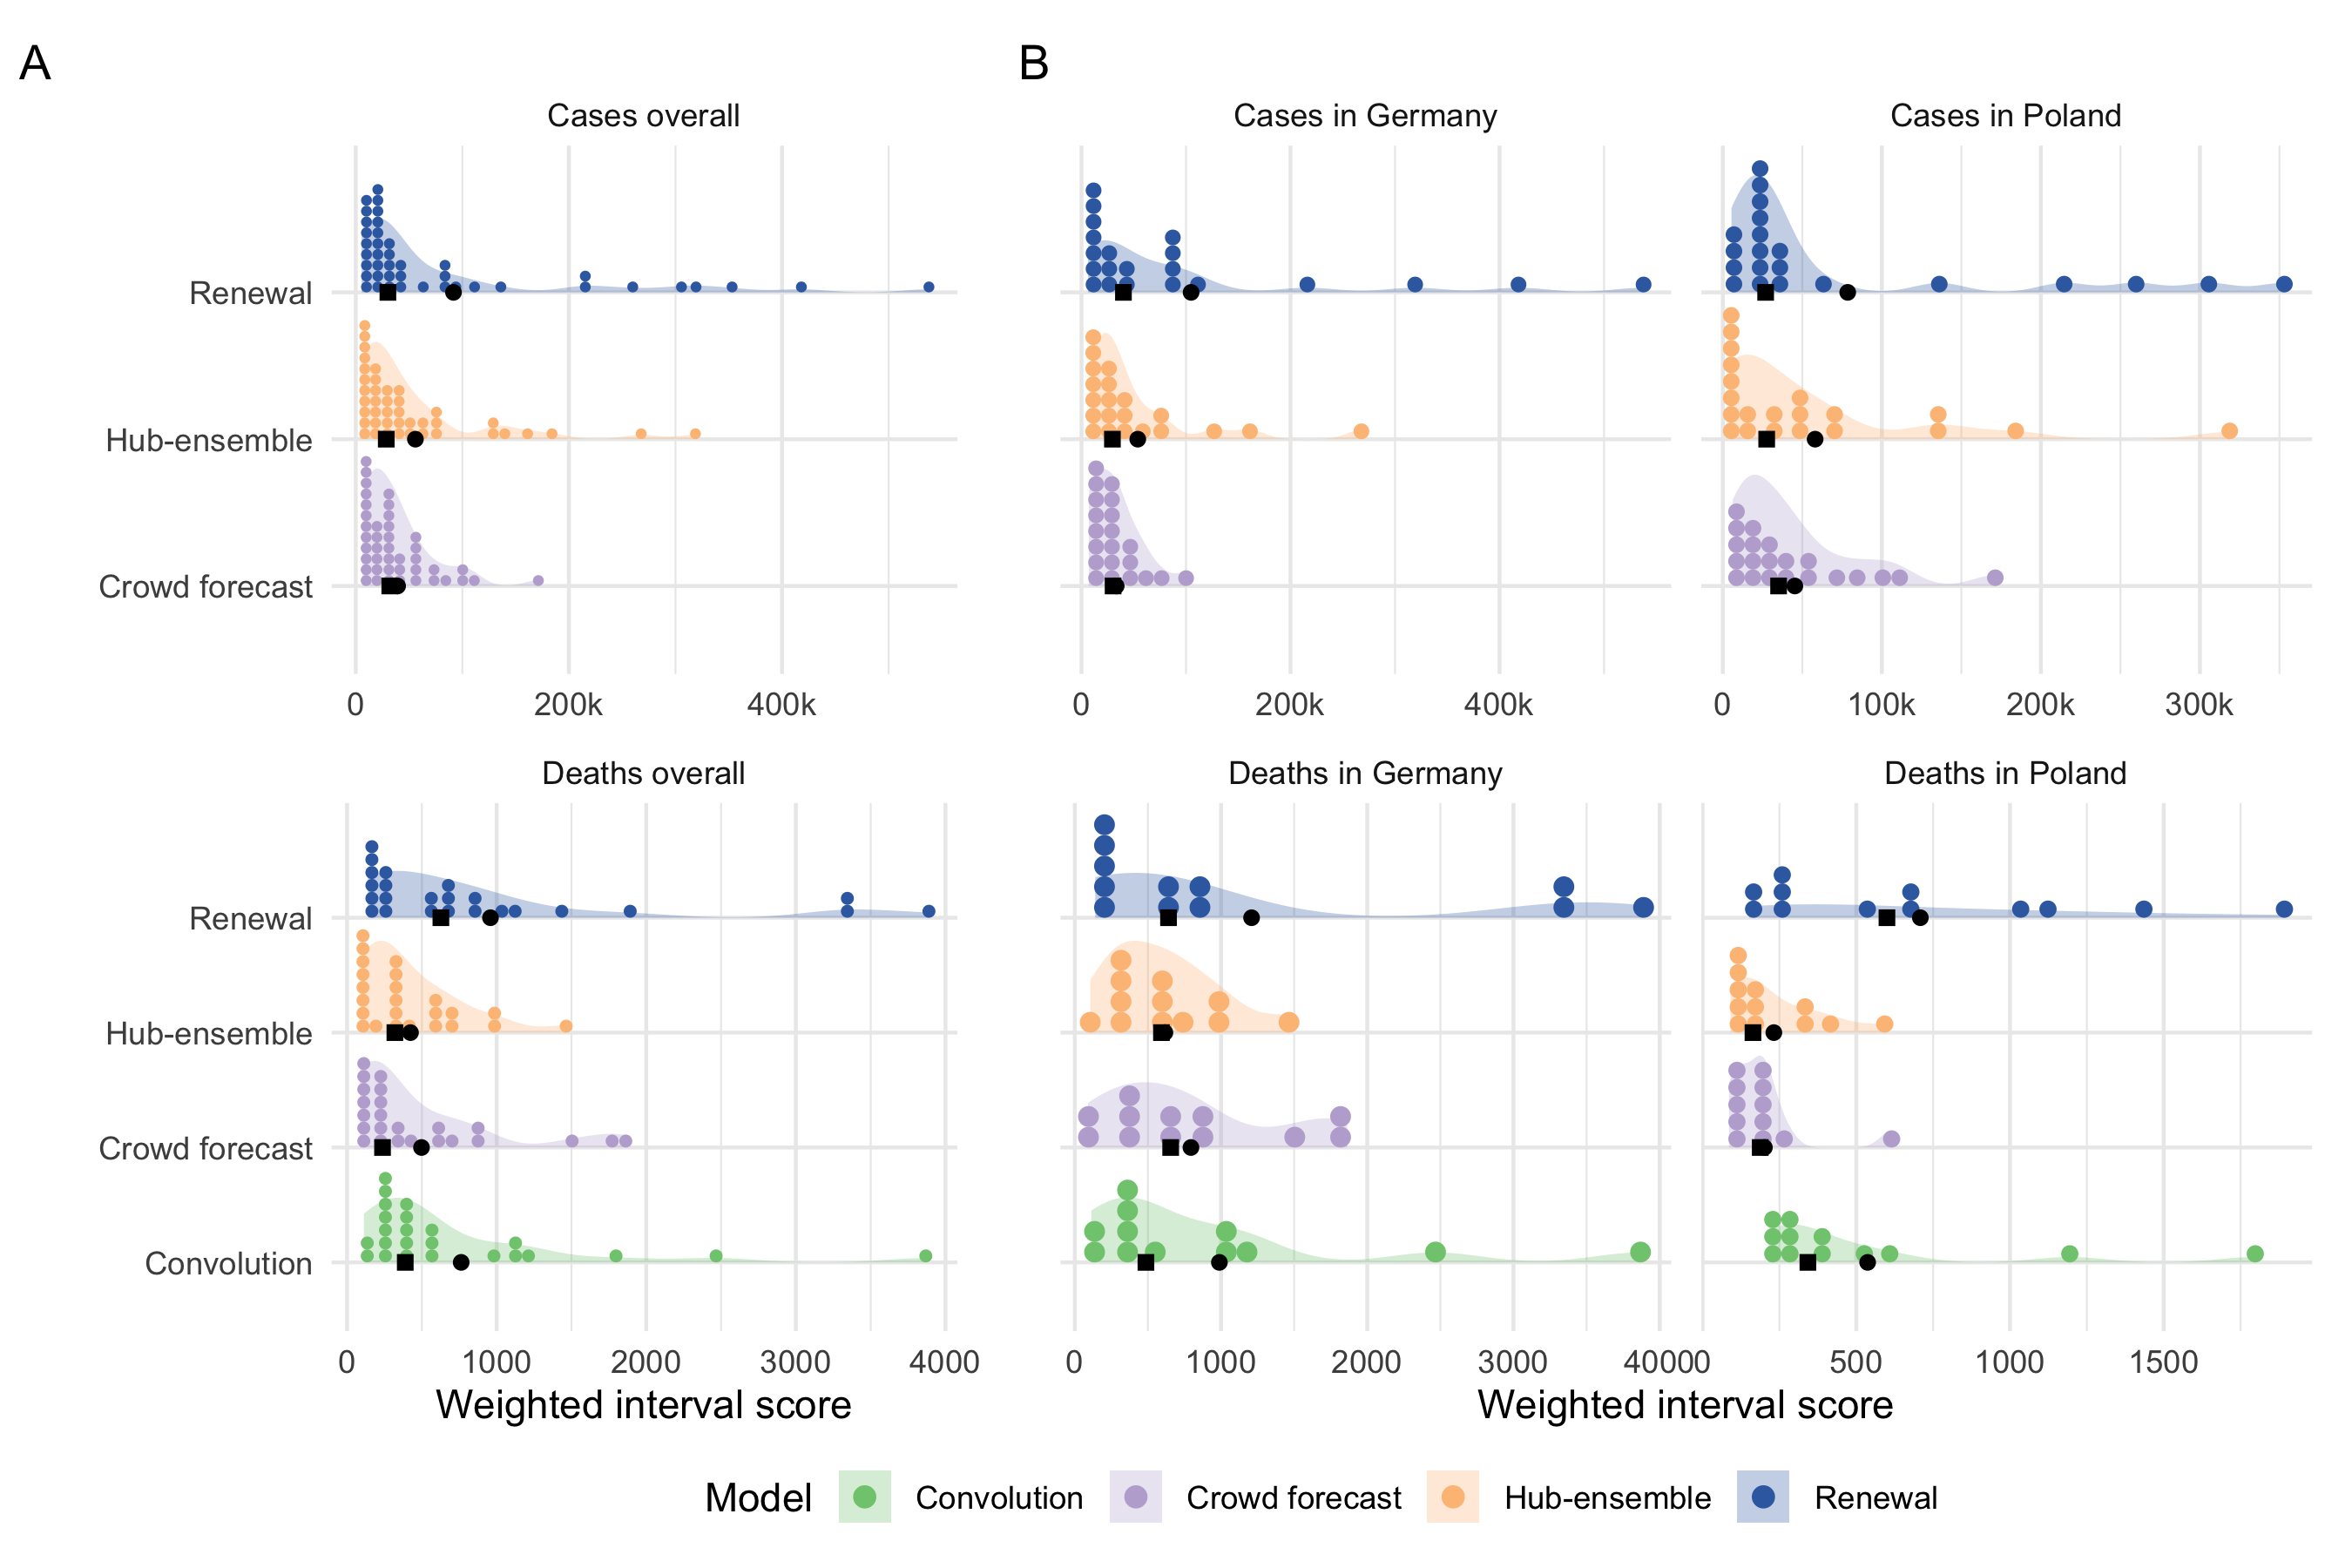 A
B
Cases overall
Cases in Germany
Cases in Poland
Renewal
Hub-ensemble
Crowd forecast
0 200k 400k
0 200k 400k
0 100k 200k 300k
Deaths overall
Deaths in Germany
Deaths in Poland
Renewal
Hub-ensemble
Crowd forecast
Convolution
0 1000 2000 3000 4000
0 1000 2000 3000 4000
0 500 1000 1500
Weighted interval score
Weighted interval score
Model Convolution Crowd forecast Hub-ensemble Renewal